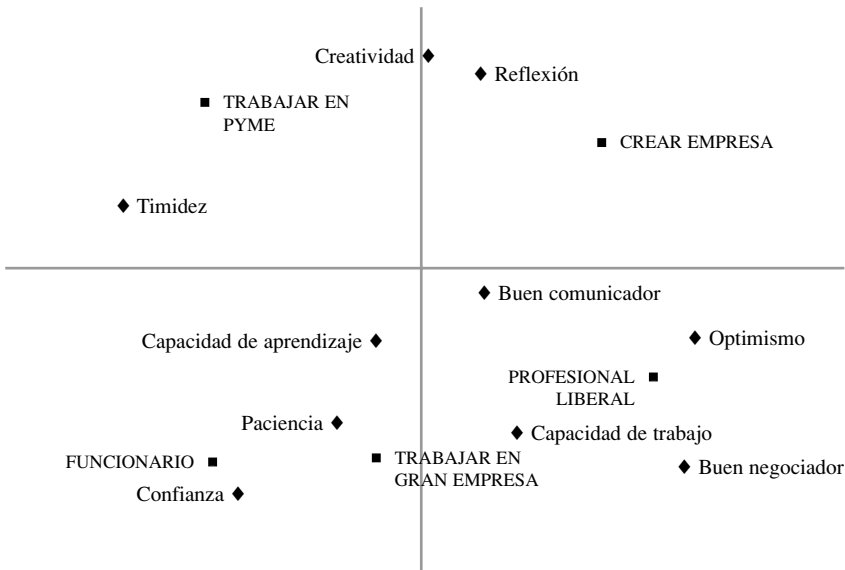 Creatividad
Reflexión
TRABAJAR EN
PYME
CREAR EMPRESA
Timidez
Buen comunicador
Capacidad de aprendizaje
Optimismo
PROFESIONAL
LIBERAL
Paciencia
Capacidad de trabajo
FUNCIONARIO
TRABAJAR EN
GRAN EMPRESA
Buen negociador
Confianza